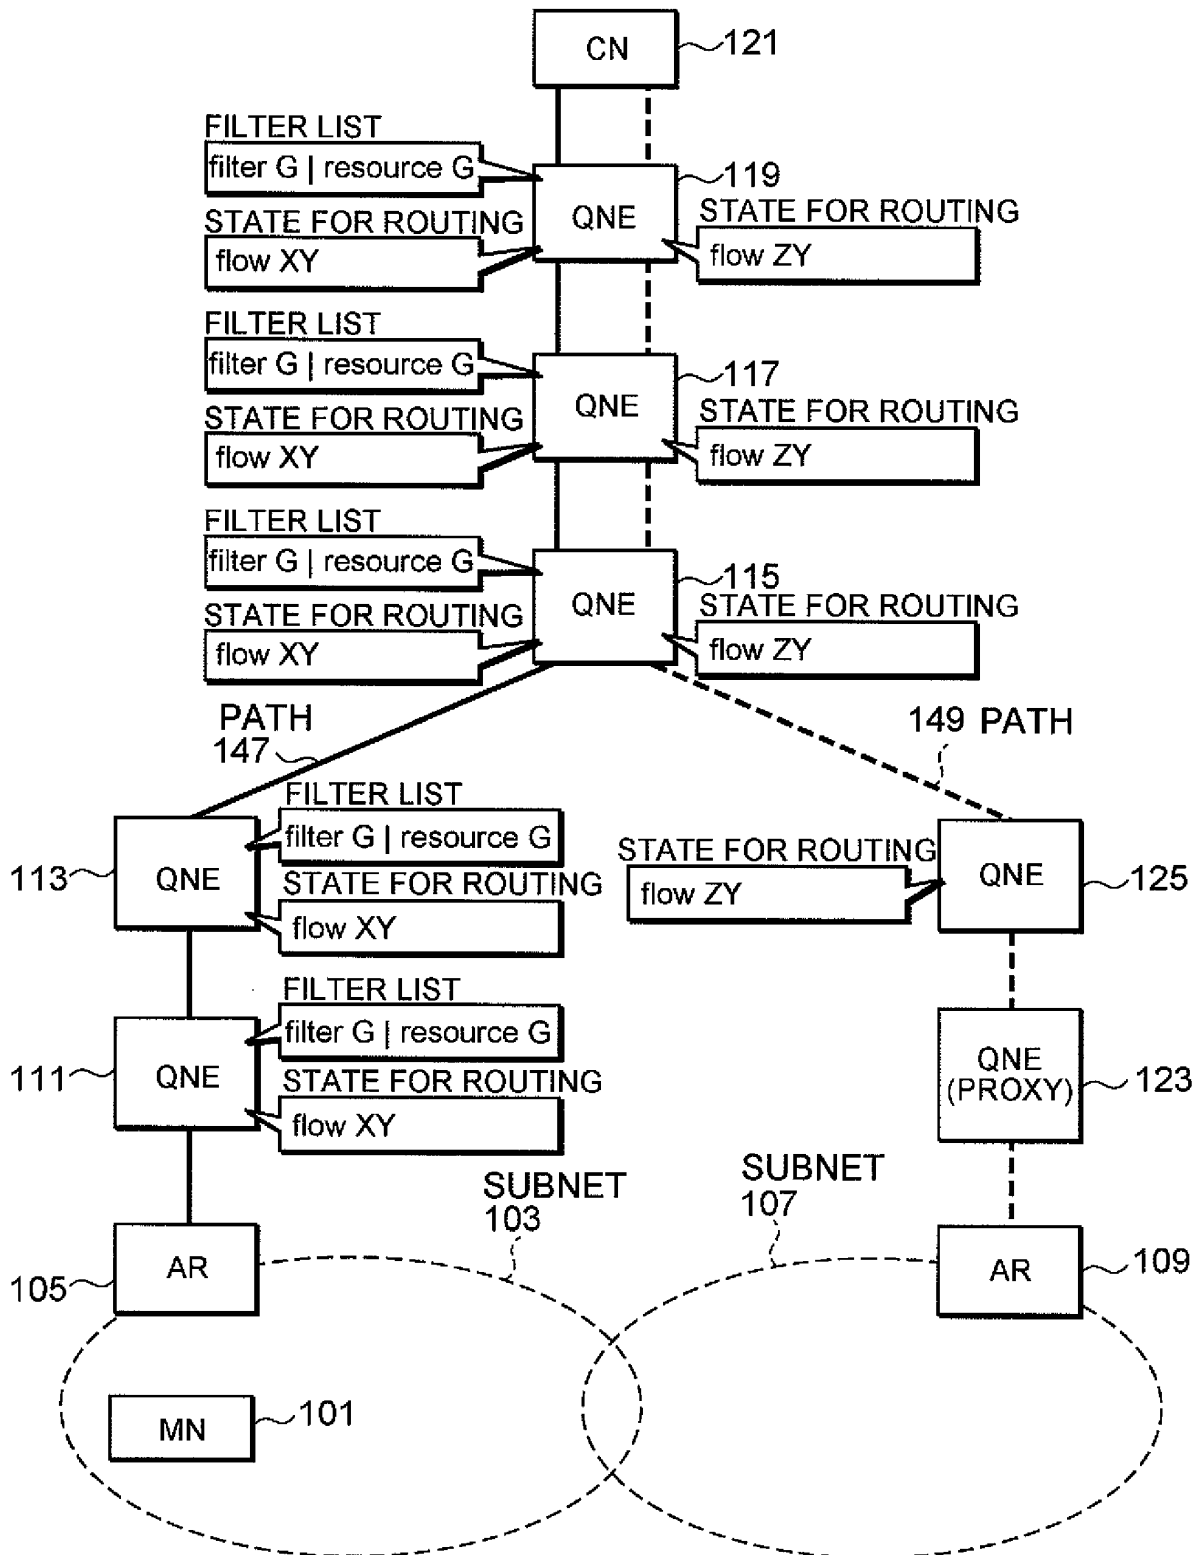 CN
121
FILTER LIST
filter G | resource G
119
QNE
STATE FOR ROUTING
flow XY
STATE FOR ROUTING
flow ZY
FILTER LIST
filter G | resource G
117
QNE
STATE FOR ROUTING
flow XY
STATE FOR ROUTING
flow ZY
FILTER LIST
filter G | resource G
115
QNE
STATE FOR ROUTING
flow XY
STATE FOR ROUTING
flow ZY
PATH
147
149 PATH
FILTER LIST
filter G | resource G
113
QNE
STATE FOR ROUTING
flow XY
STATE FOR ROUTING
flow ZY
QNE
125
FILTER LIST
filter G | resource G
111
QNE
STATE FOR ROUTING
flow XY
QNE
(PROXY)
123
SUBNET
103
SUBNET
107
105
AR
AR
109
MN
101